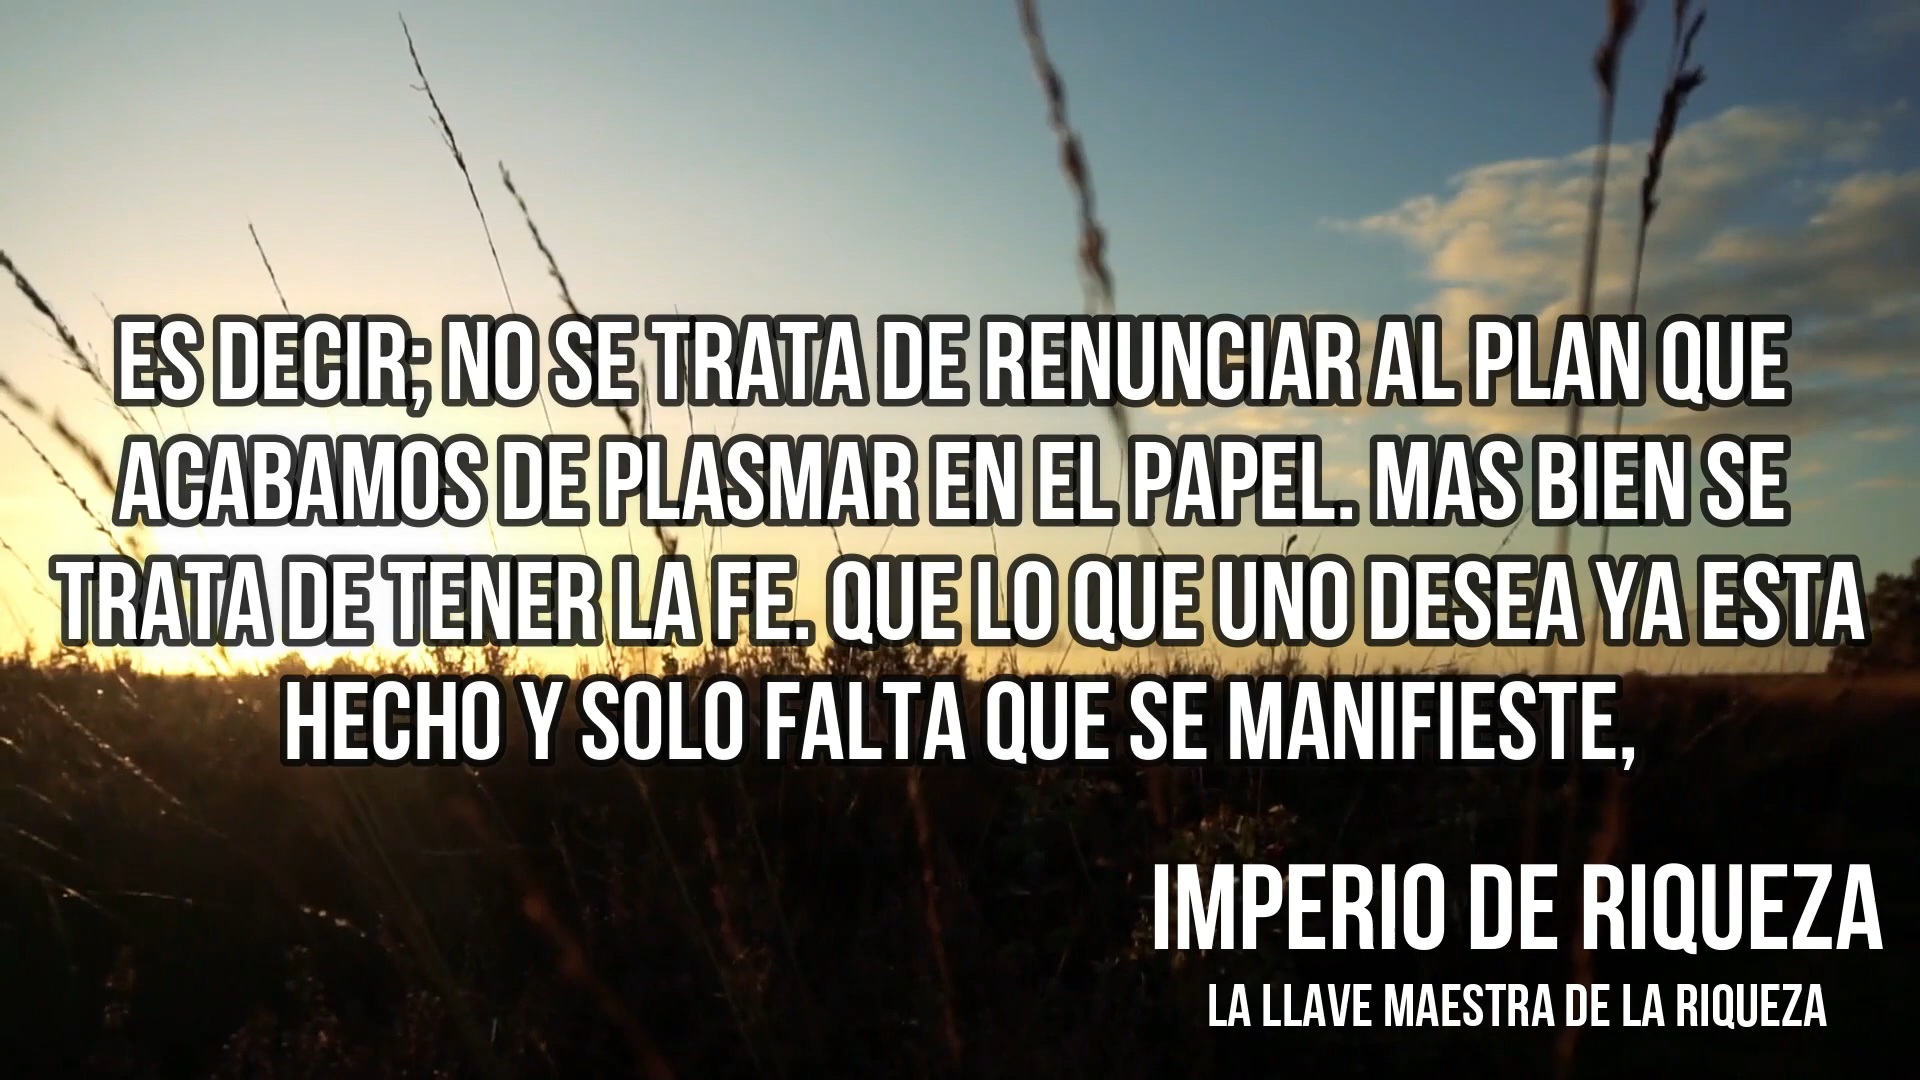 ES DECIR; NO SE TRATA DE RENUNCIAR AL PLAN QUE
ACABAMOS DE PLASMAR EN EL PAPEL. MAS BIEN SE
TRATA DE TENER LA FE. QUE LO QUE UNO DESEA YA ESTA
HECHO Y SOLO FALTA QUE SE MANIFIESTE,
IMPERIO DE RIQUEZA
LA LLAVE MAESTRA DE LA RIQUEZA